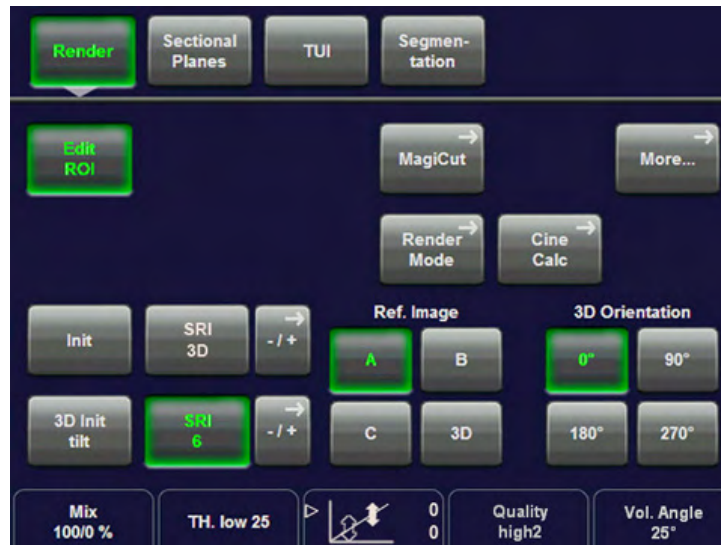 Render
Sectional
Planes
TUI
Segmen-
tation
Edit
ROI
MagiCut
More...
Render
Mode
Cine
Calc
Init
SRI
3D
- / +
Ref. Image
A
B
3D Orientation
0°
90°
3D Init
tilt
SRI
6
- / +
C
3D
180°
270°
Mix
100/0 %
TH. low 25
0
0
Quality
high2
Vol. Angle
25°